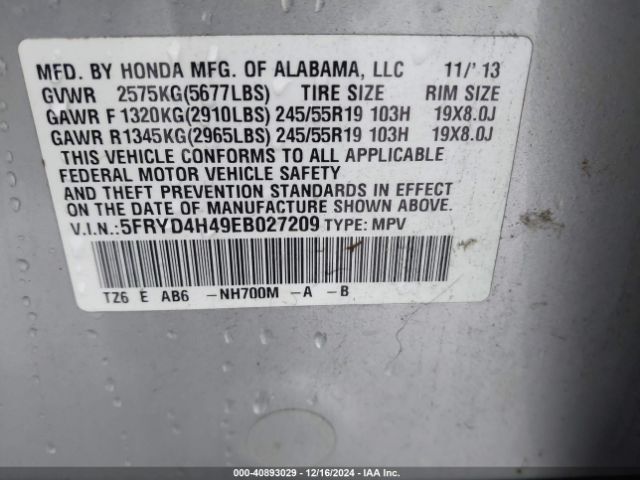 MFD. BY HONDA MFG. OF ALABAMA, LLC 11/'13
GVWR 2575KG(5677LBS) TIRE SIZE RIM SIZE
GAWR F 1320KG(2910LBS) 245/55R19 103H 19X8.0J
GAWR R1345KG(2965LBS) 245/55R19 103H 19X8.0J
THIS VEHICLE CONFORMS TO ALL APPLICABLE
FEDERAL MOTOR VEHICLE SAFETY
AND THEFT PREVENTION STANDARDS IN EFFECT
ON THE DATE OF MANUFACTURE SHOWN ABOVE.
V.I.N.:5FRYD4H49EB027209 TYPE: MPV
TZ6 E AB6 -NH700M -A -B
000-40893029 - 12/16/2024 - IAA Inc.